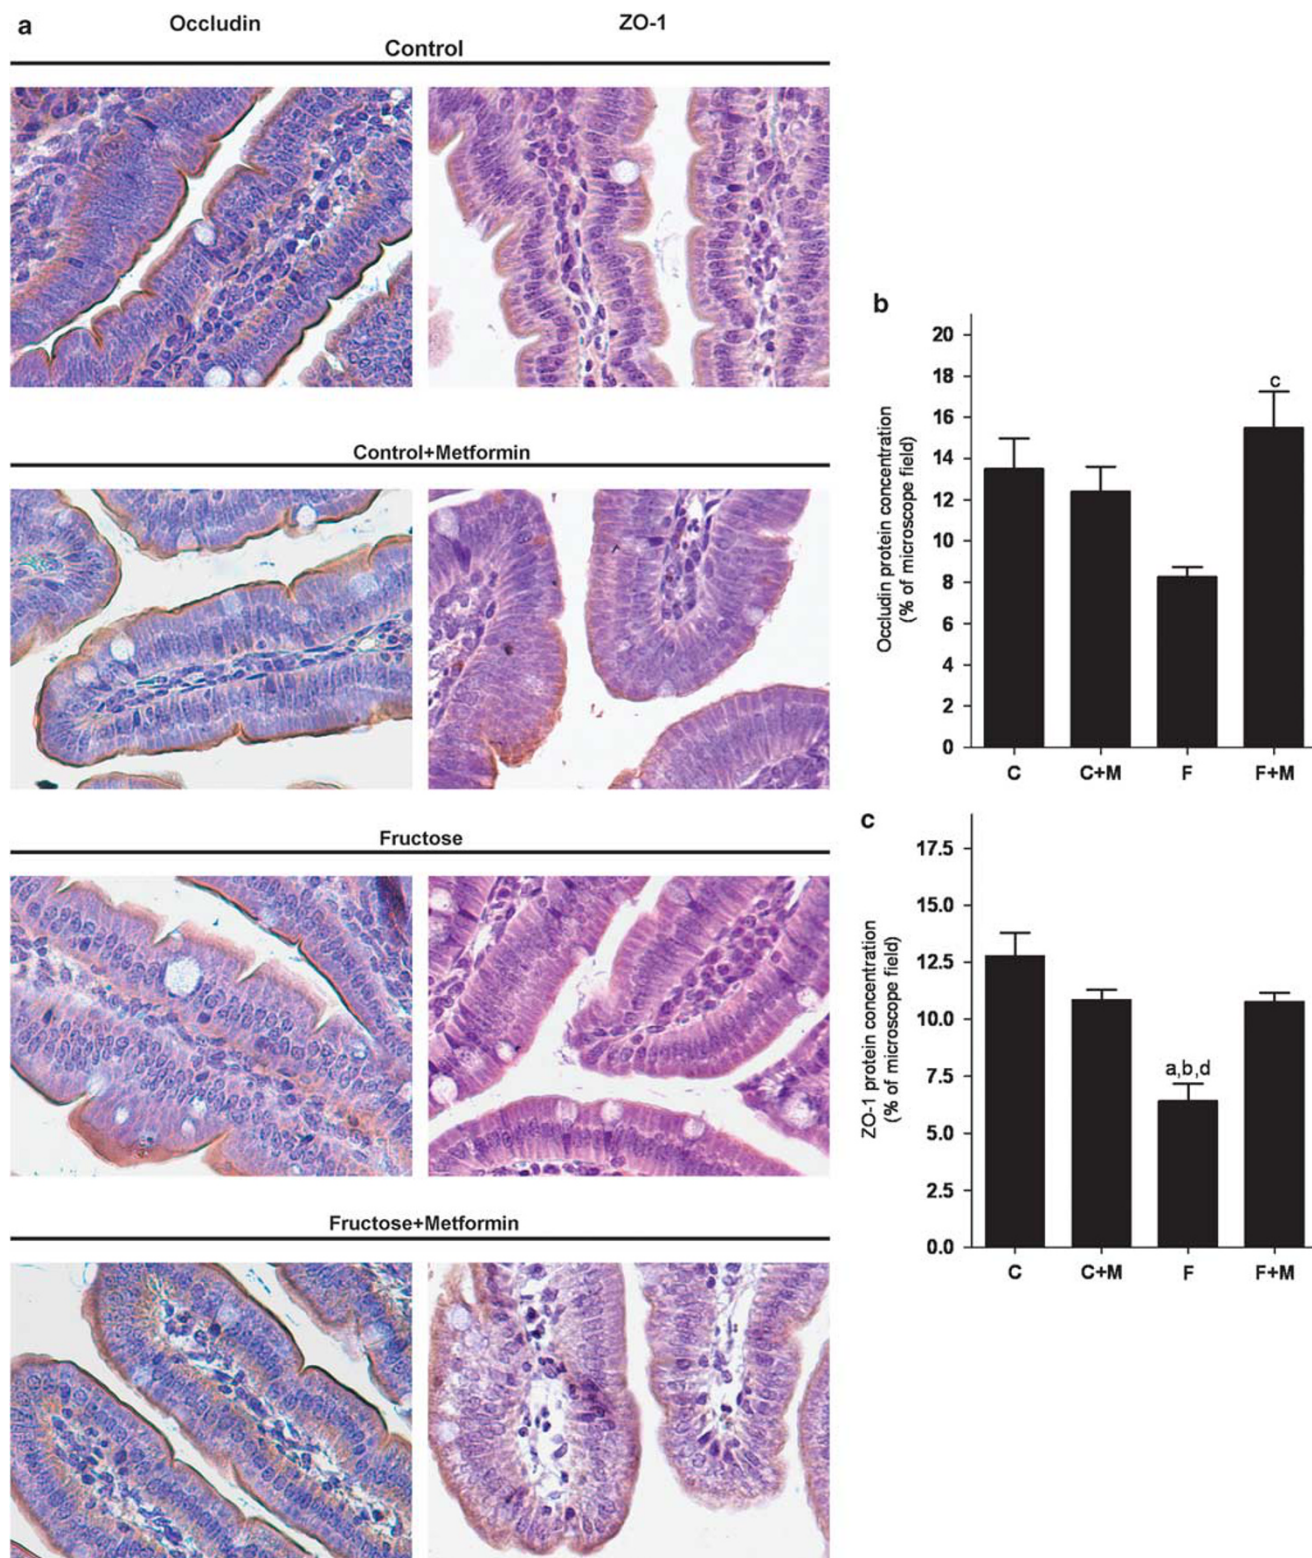 a
Occludin
ZO-1
Control
Control+Metformin
Fructose
Fructose+Metformin
b
Occludin protein concentration
(% of microscope field)
20
18
16
14
12
10
8
6
4
2
0
c
C
C+M
F
F+M
c
ZO-1 protein concentration
(% of microscope field)
17.5
15.0
12.5
10.0
7.5
5.0
2.5
0.0
a,b,d
C
C+M
F
F+M